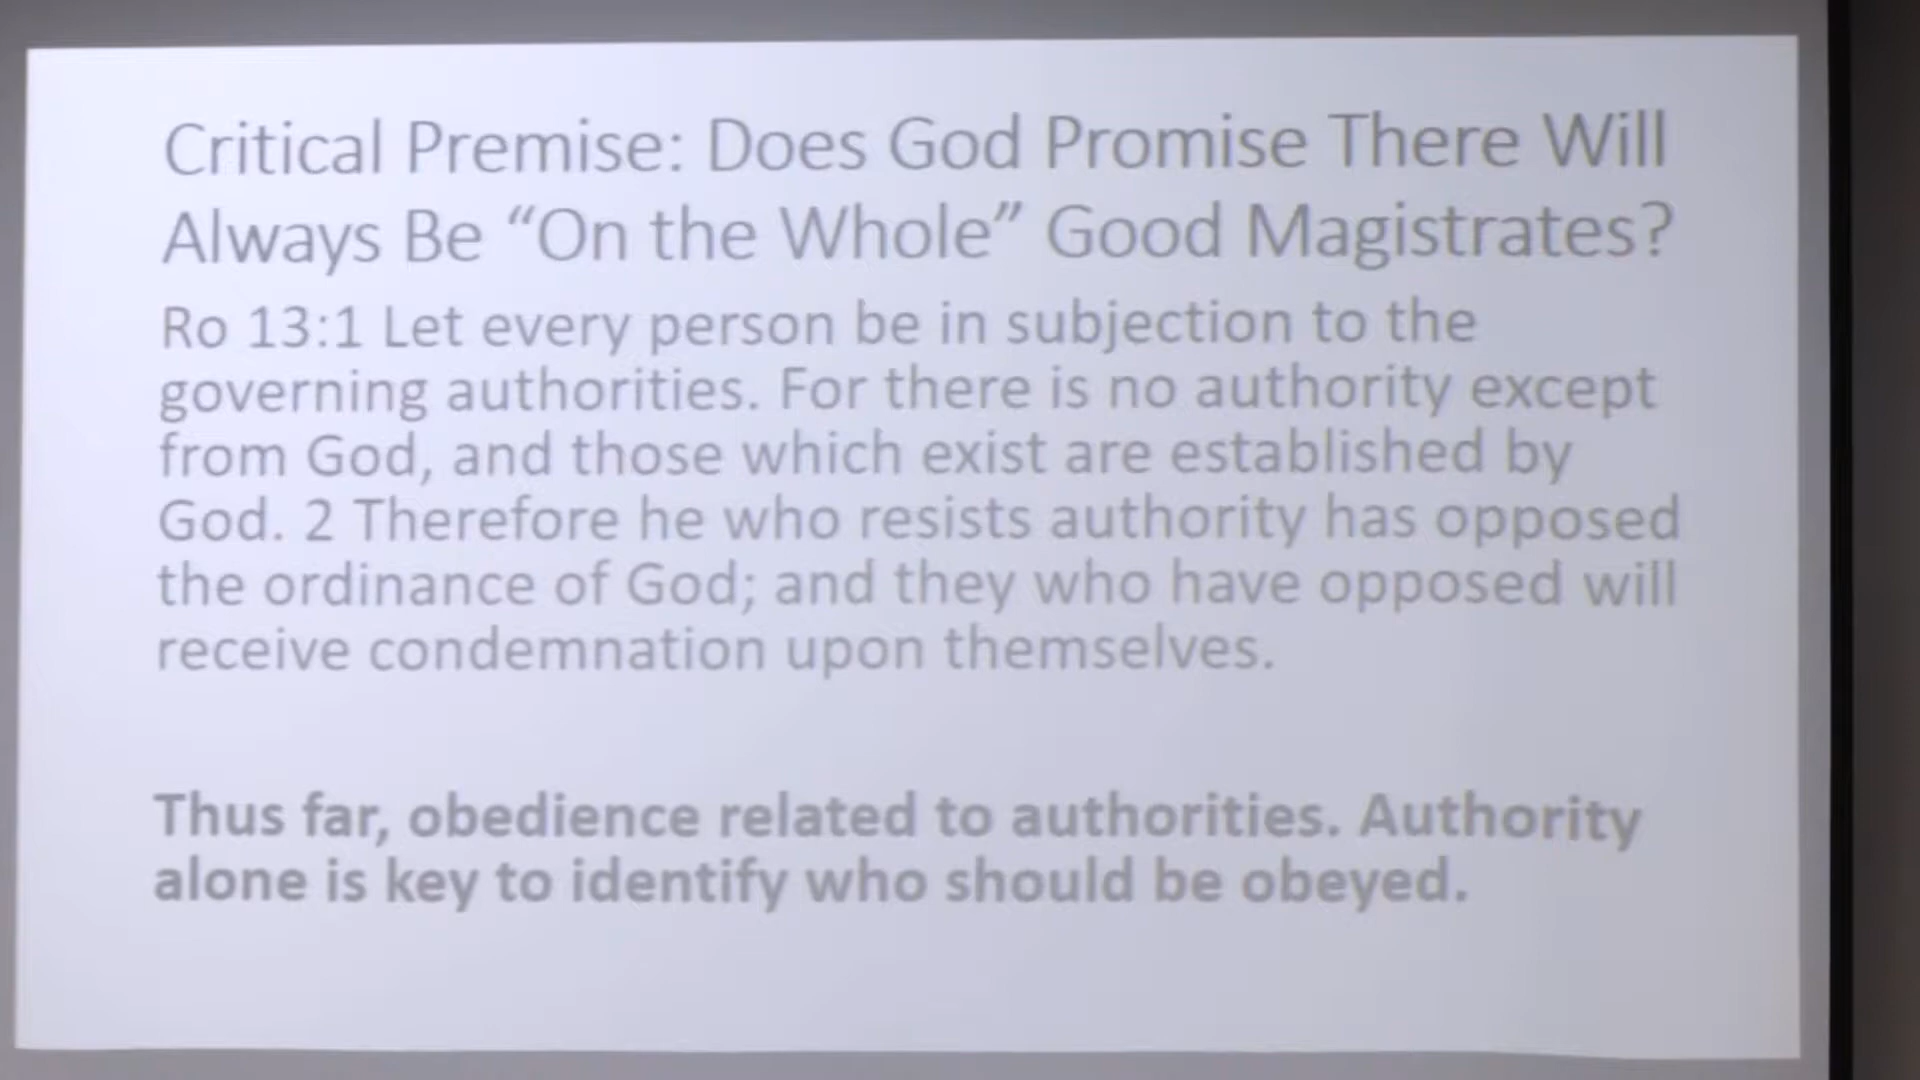 Critical Premise: Does God Promise There Will
Always Be “On the Whole” Good Magistrates?
Ro 13:1 Let every person be in subjection to the
governing authorities. For there is no authority except
from God, and those which exist are established by
God. 2 Therefore he who resists authority has opposed
the ordinance of God; and they who have opposed will
receive condemnation upon themselves.
Thus far, obedience related to authorities. Authority
alone is key to identify who should be obeyed.